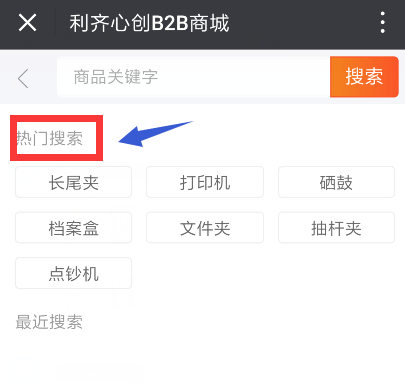 利齐心创B2B商城
商品关键字 搜索
热门搜索
长尾夹 打印机 硒鼓
档案盒 文件夹 抽杆夹
点钞机
最近搜索